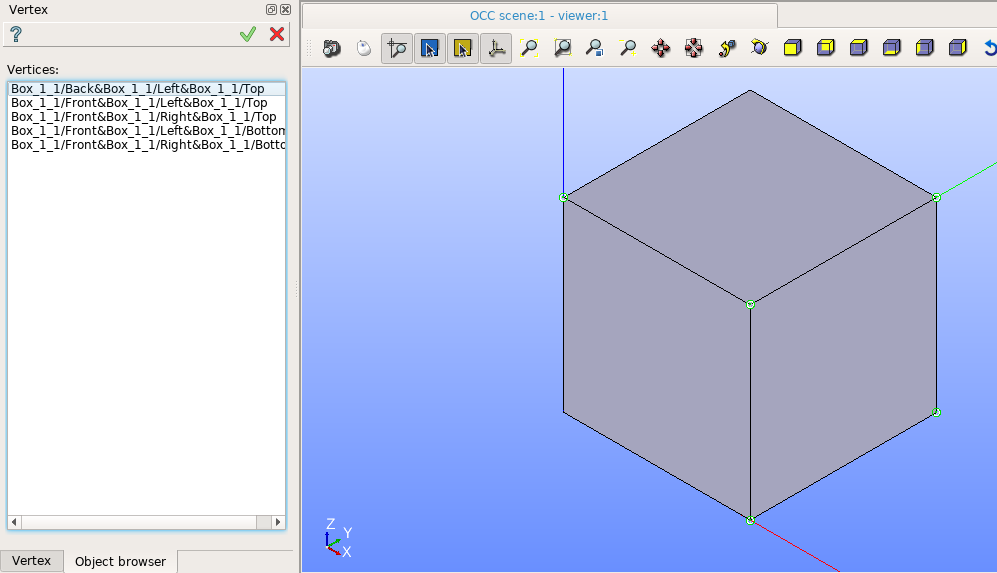 Vertex
OCC scene:1 - viewer:1
?
Vertices:
Box_1_1/Back&Box_1_1/Left&Box_1_1/Top
Box_1_1/Front&Box_1_1/Left&Box_1_1/Top
Box_1_1/Front&Box_1_1/Right&Box_1_1/Top
Box_1_1/Front&Box_1_1/Left&Box_1_1/Bottom
Box_1_1/Front&Box_1_1/Right&Box_1_1/Botto
Z
Y
X
Vertex
Object browser